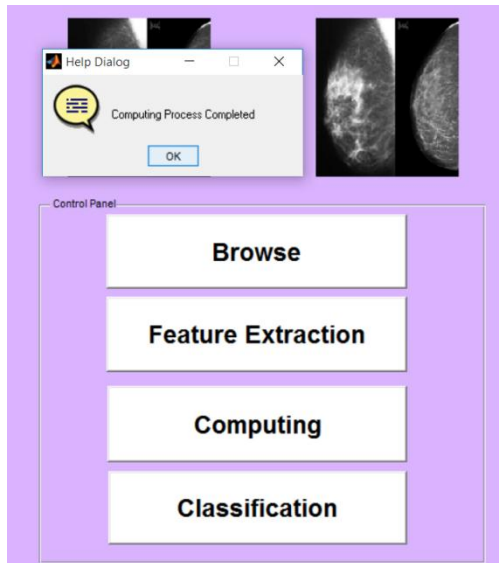 Help Dialog
Computing Process Completed
OK
Control Panel
Browse
Feature Extraction
Computing
Classification